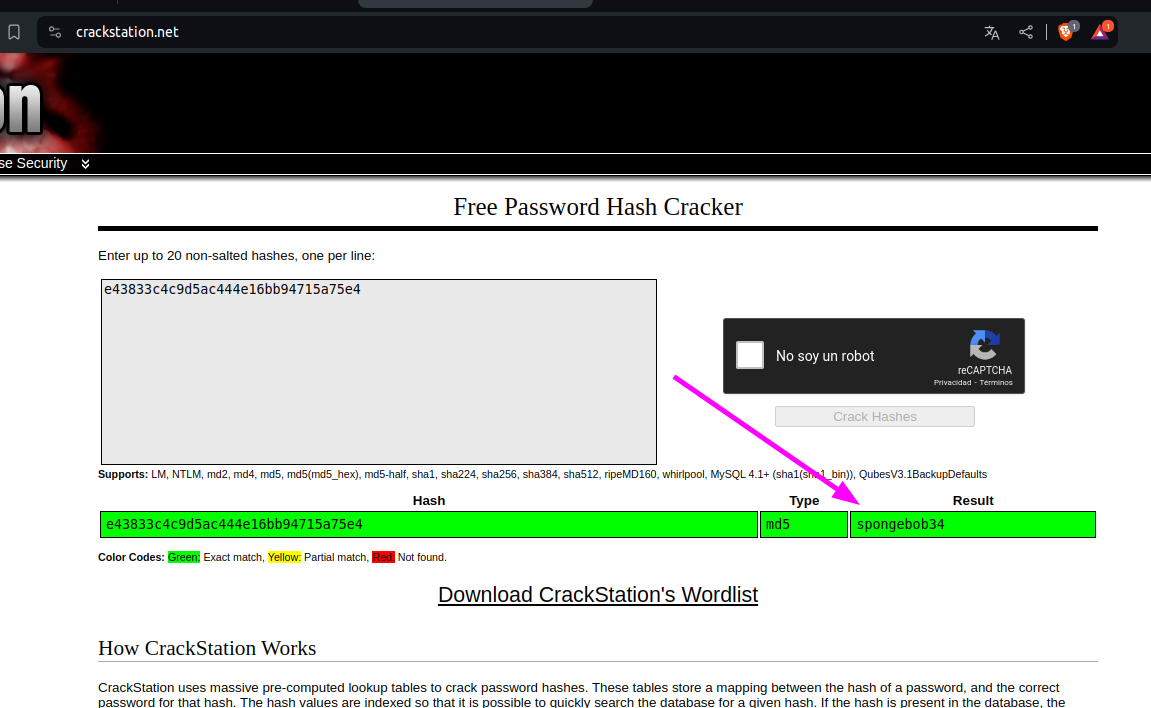 crackstation.net
1
1
on
se Security
Free Password Hash Cracker
Enter up to 20 non-salted hashes, one per line:
e43833c4c9d5ac444e16bb94715a75e4
No soy un robot
reCAPTCHA
Privacidad - Términos
Crack Hashes
Supports: LM, NTLM, md2, md4, md5, md5(md5_hex), md5-half, sha1, sha224, sha256, sha384, sha512, ripeMD160, whirlpool, MySQL 4.1+ (sha1(sha1_bin)), QubesV3.1BackupDefaults
Hash Type Result
e43833c4c9d5ac444e16bb94715a75e4 md5 spongebob34
Color Codes: Green: Exact match, Yellow: Partial match, Red: Not found.
Download CrackStation's Wordlist
How CrackStation Works
CrackStation uses massive pre-computed lookup tables to crack password hashes. These tables store a mapping between the hash of a password, and the correct
password for that hash. The hash values are indexed so that it is possible to quickly search the database for a given hash. If the hash is present in the database, the